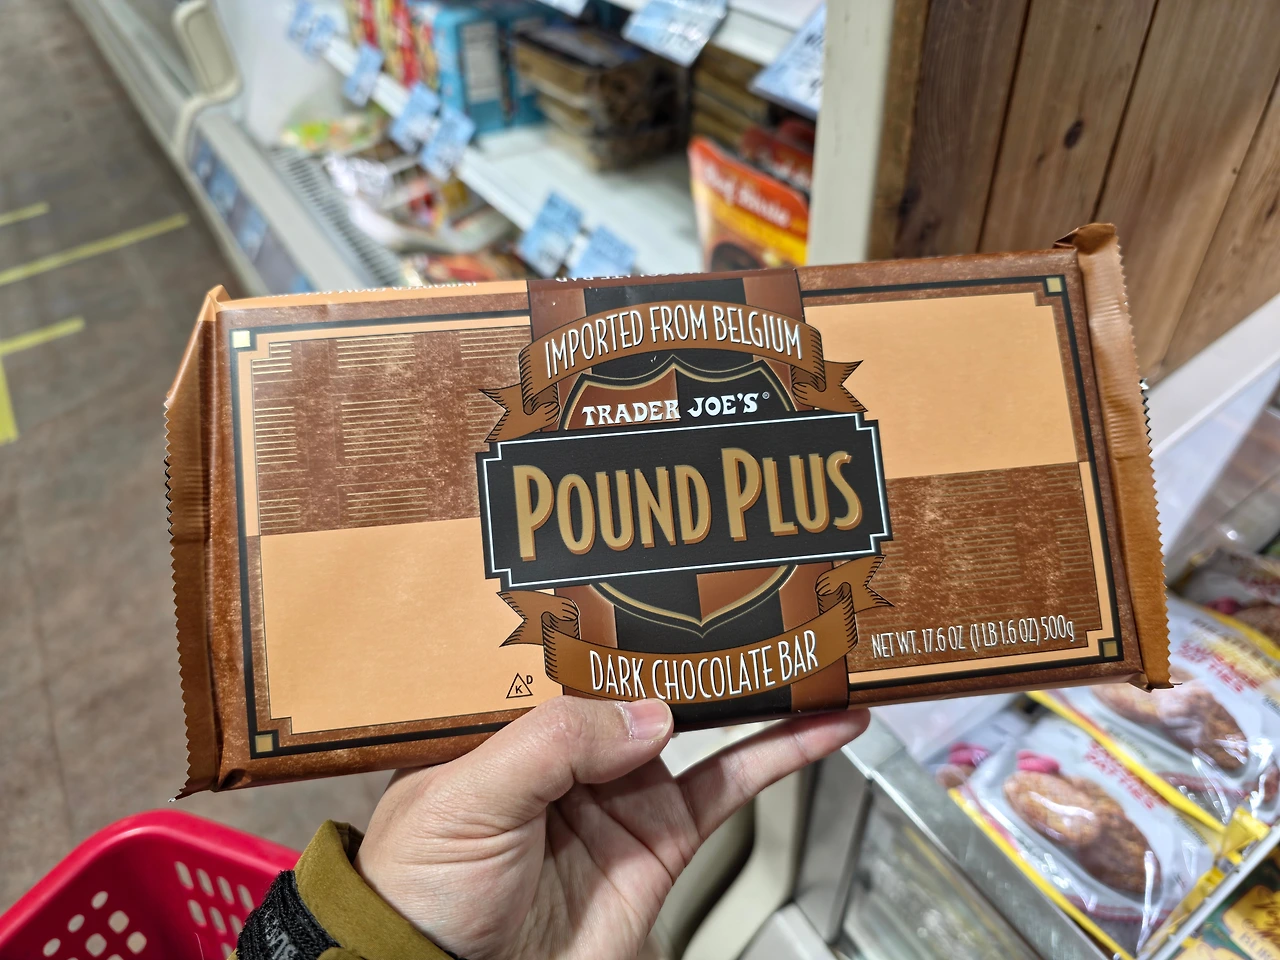 IMPORTED FROM BELGIUM
TRADER JOE'S®
POUND PLUS
DARK CHOCOLATE BAR
NET WT. 17.6 OZ (1 LB 1.6 OZ) 500g
K D